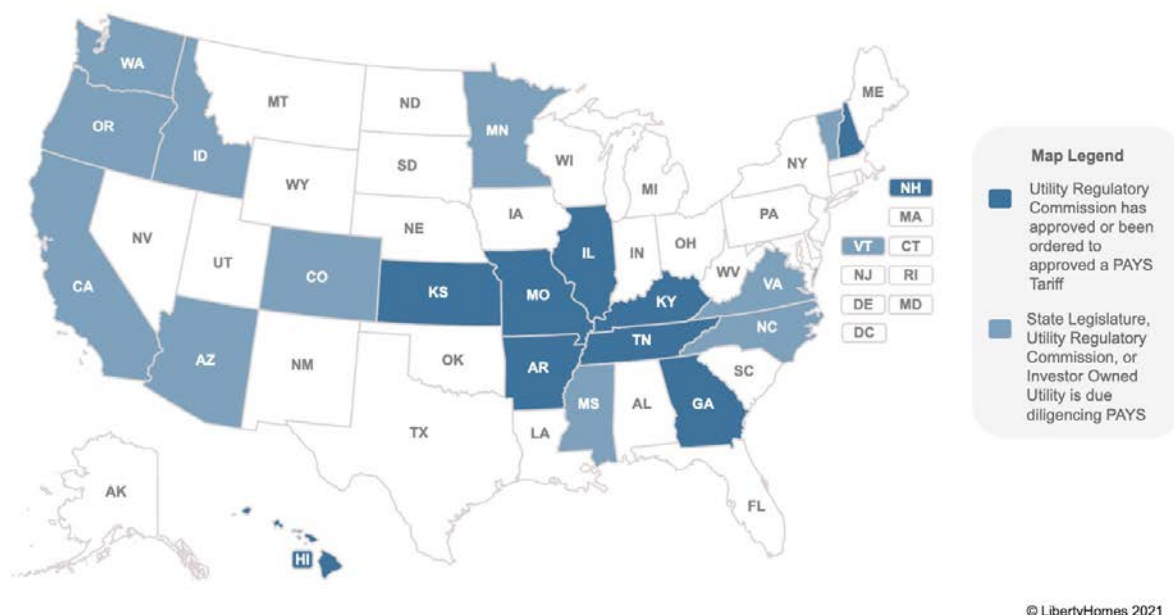 WA
MT
ND
ME
OR
MN
ID
SD
WI
NY
WY
MI
NH
IA
PA
MA
NE
NV
IL
IN
OH
VT
CT
UT
WV
CO
NJ
RI
CA
KS
MO
KY
VA
DE
MD
TN
NC
DC
AZ
OK
AR
NM
SC
MS
AL
GA
TX
LA
AK
FL
HI
Map Legend
Utility Regulatory
Commission has
approved or been
ordered to
approved a PAYS
Tariff
State Legislature,
Utility Regulatory
Commission, or
Investor Owned
Utility is due
diligencing PAYS
© LibertyHomes 2021